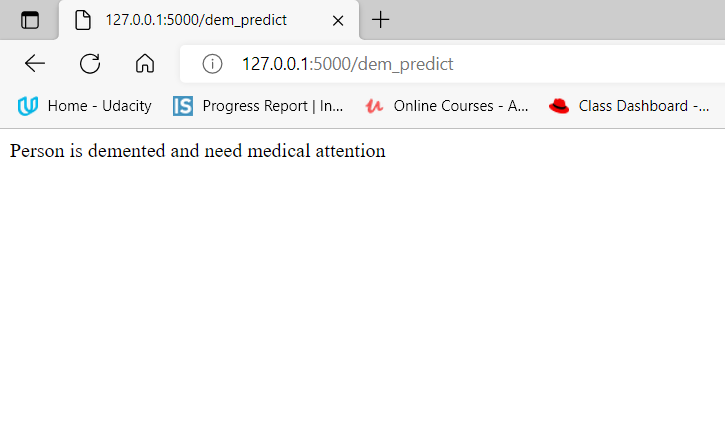 127.0.0.1:5000/dem_predict
127.0.0.1:5000/dem_predict
Home - Udacity Progress Report | In... Online Courses - A... Class Dashboard -...
Person is demented and need medical attention